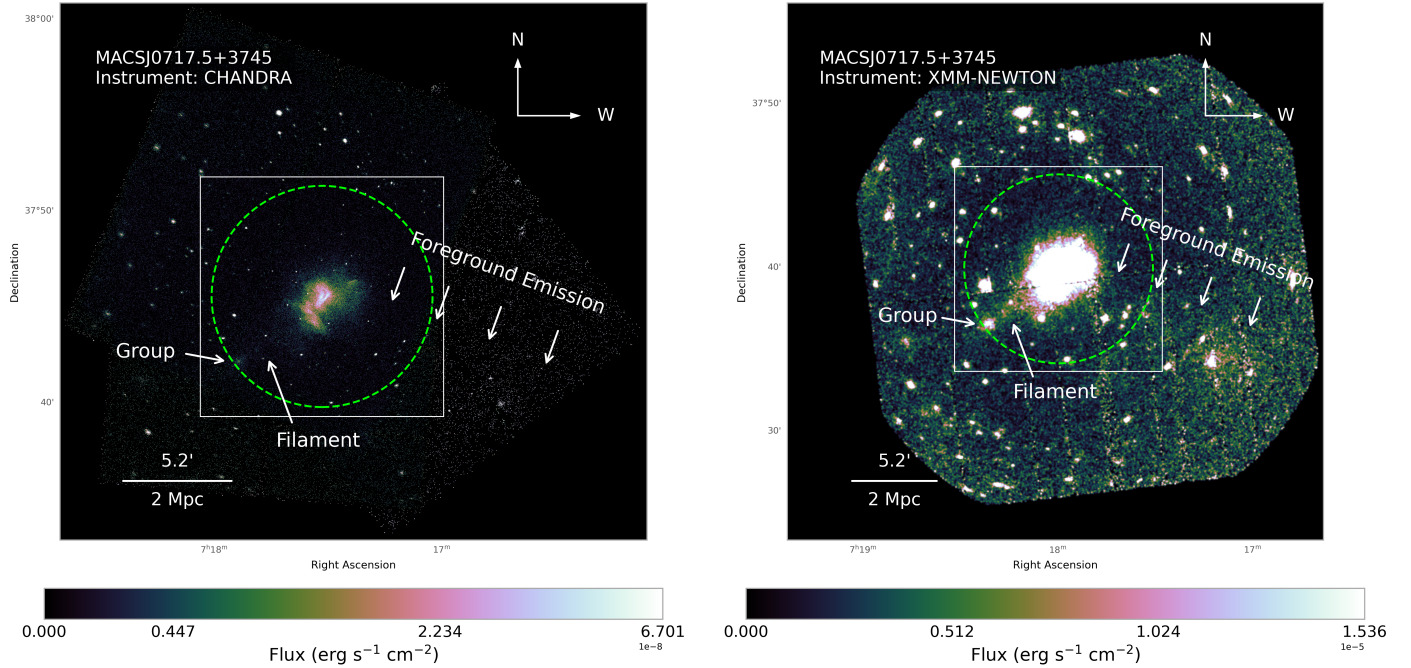 38°00'
37°50'
40'
Declination
MACSJ0717.5+3745
Instrument: CHANDRA
N
W
Foreground Emission
Group
Filament
5.2'
2 Mpc
7ʰ18ᵐ
17ᵐ
Right Ascension
0.000
0.447
2.234
6.701
1e−8
Flux (erg s⁻¹ cm⁻²)
37°50'
40'
30'
Declination
MACSJ0717.5+3745
Instrument: XMM-NEWTON
N
W
Foreground Emission
Group
Filament
5.2'
2 Mpc
7ʰ19ᵐ
18ᵐ
17ᵐ
Right Ascension
0.000
0.512
1.024
1.536
1e−5
Flux (erg s⁻¹ cm⁻²)